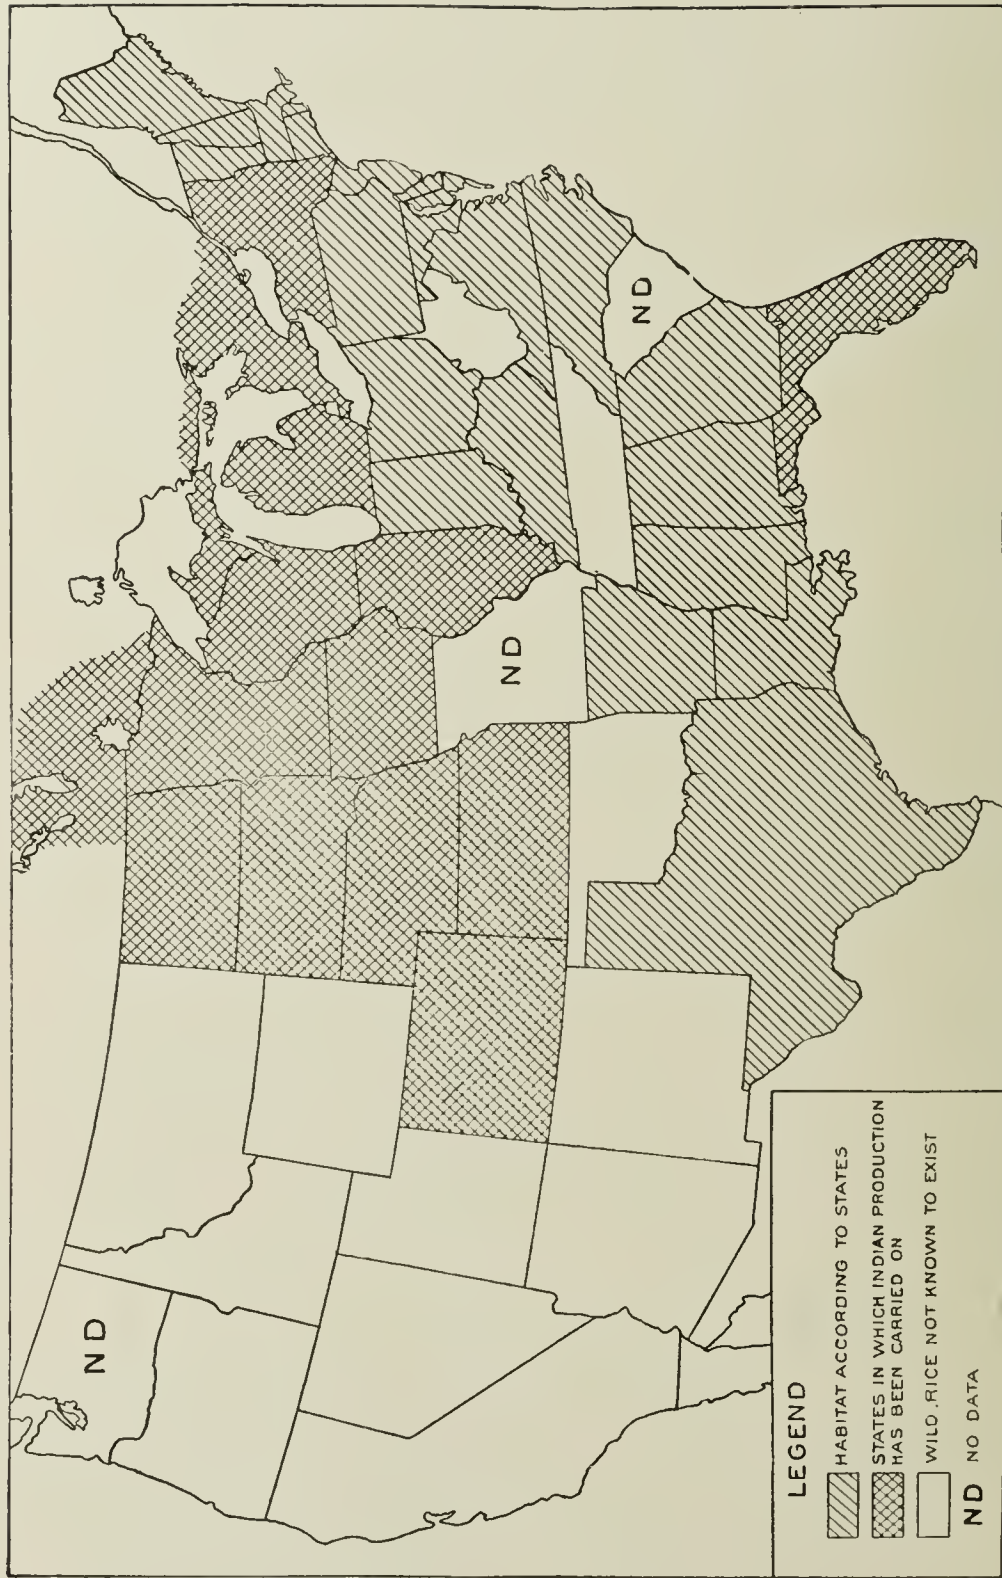 ND
ND
ND
LEGEND
HABITAT ACCORDING TO STATES
STATES IN WHICH INDIAN PRODUCTION
HAS BEEN CARRIED ON
WILD.RICE NOT KNOWN TO EXIST
ND NO DATA